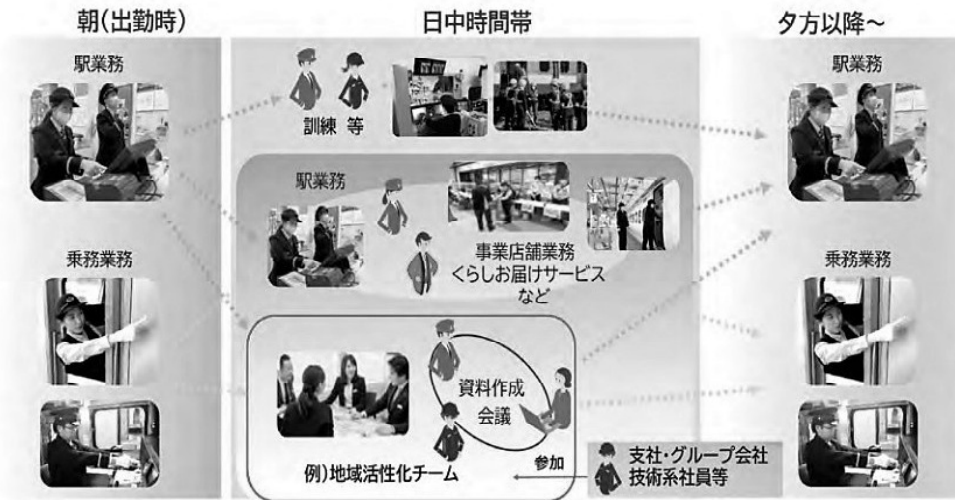 朝(出勤時)
駅業務
乗務業務
日中時間帯
訓練 等
駅業務
事業店舗業務
くらしお届けサービス
など
資料作成
会議
例)地域活性化チーム
参加
支社・グループ会社
技術系社員等
夕方以降～
駅業務
乗務業務